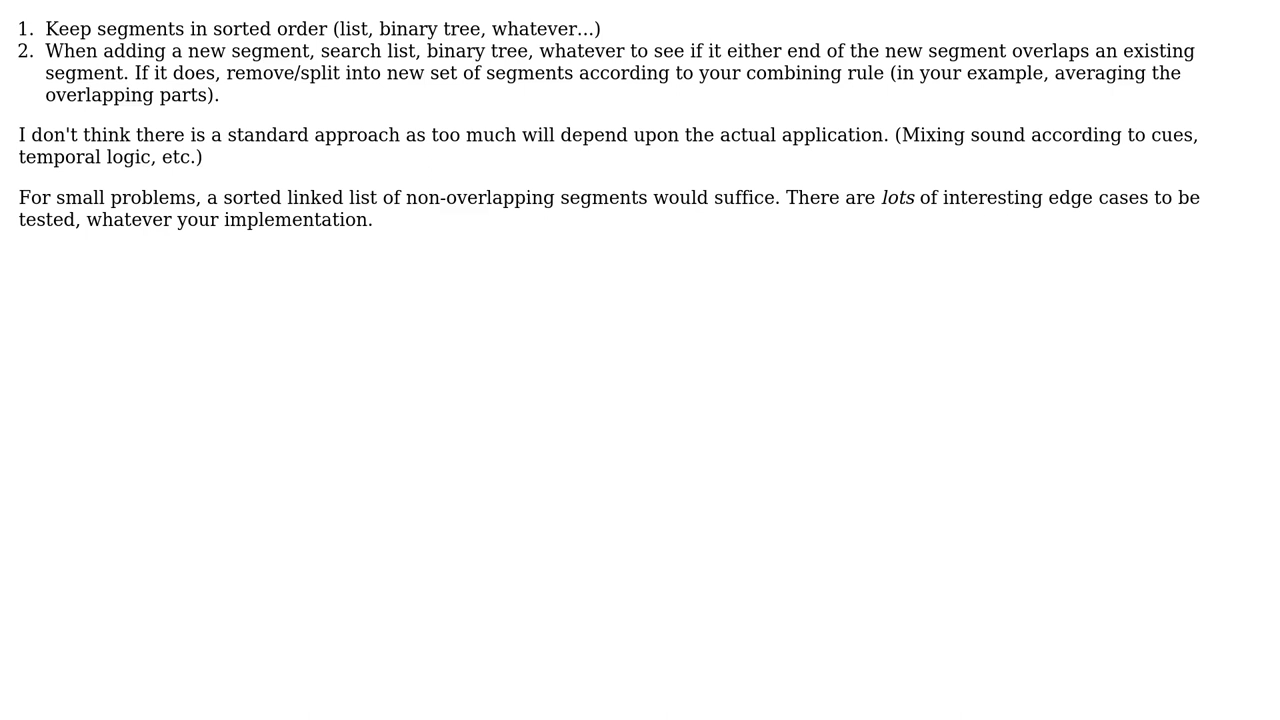 1. Keep segments in sorted order (list, binary tree, whatever...)
2. When adding a new segment, search list, binary tree, whatever to see if it either end of the new segment overlaps an existing
segment. If it does, remove/split into new set of segments according to your combining rule (in your example, averaging the
overlapping parts).
I don't think there is a standard approach as too much will depend upon the actual application. (Mixing sound according to cues,
temporal logic, etc.)
For small problems, a sorted linked list of non-overlapping segments would suffice. There are lots of interesting edge cases to be
tested, whatever your implementation.